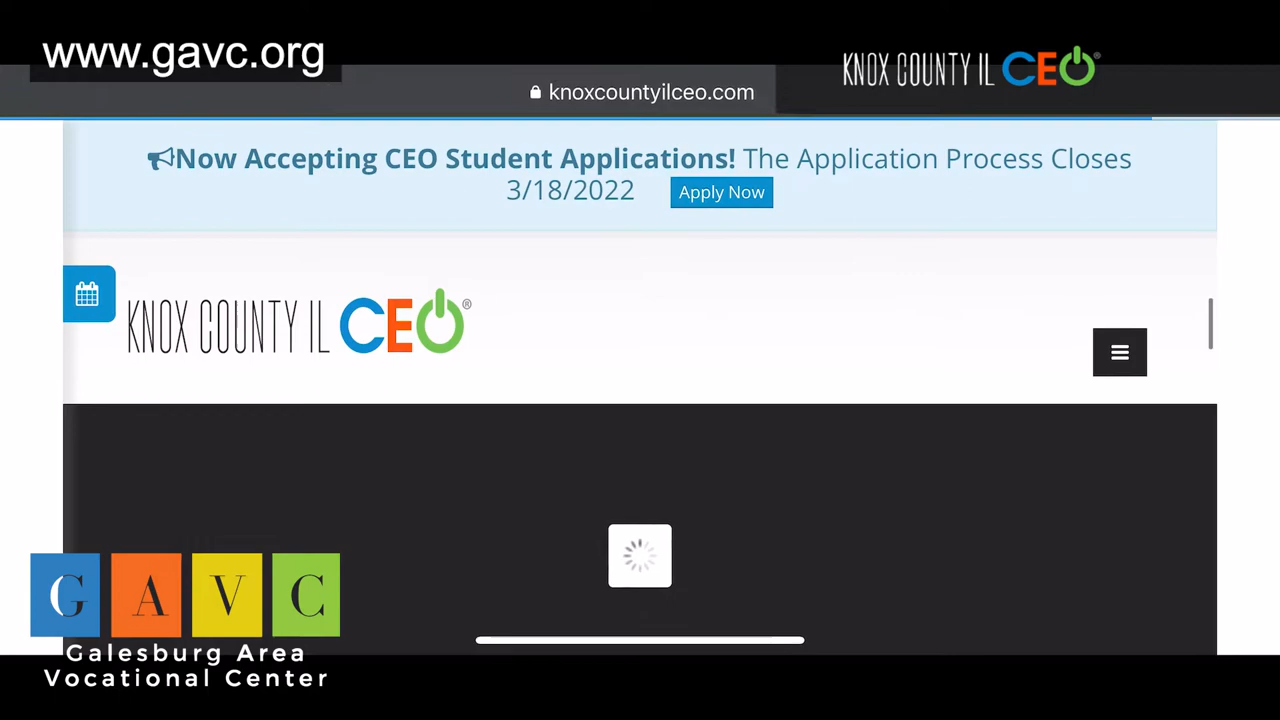 www.gavc.org
KNOX COUNTY IL CEO®
knoxcountyilceo.com
Now Accepting CEO Student Applications! The Application Process Closes
3/18/2022 Apply Now
KNOX COUNTY IL CEO®
G A V C
Galesburg Area
Vocational Center